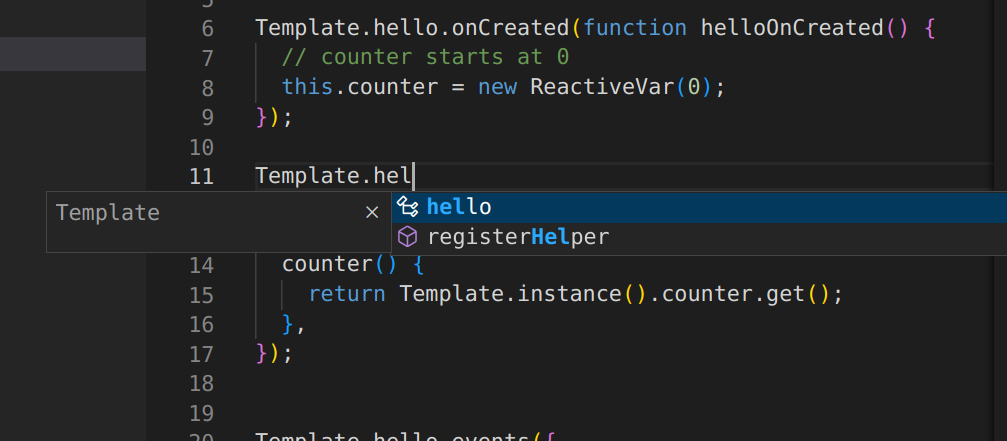 5
6 Template.hello.onCreated(function helloOnCreated() {
7 // counter starts at 0
8 this.counter = new ReactiveVar(0);
9 });
10
11 Template.hel
Template × hello
registerHelper
14 counter() {
15 return Template.instance().counter.get();
16 },
17 });
18
19
20 Template.hello.events({